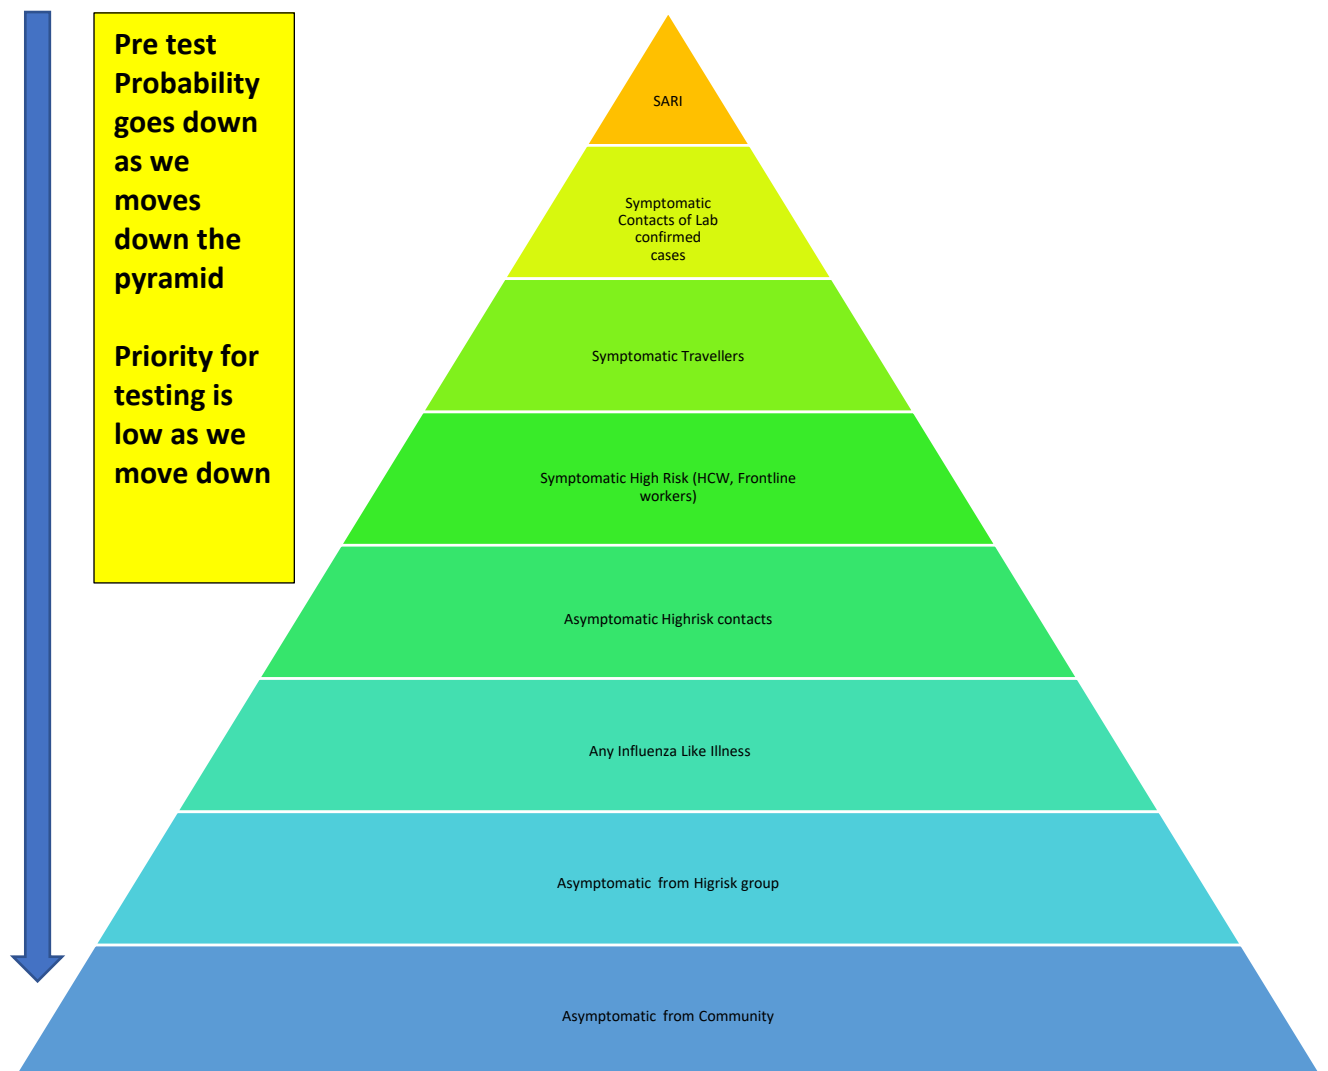 Pre test
Probability
goes down
as we
moves
down the
pyramid
Priority for
testing is
low as we
move down
SARI
Symptomatic
Contacts of Lab
confirmed
cases
Symptomatic Travellers
Symptomatic High Risk (HCW, Frontline
workers)
Asymptomatic Highrisk contacts
Any Influenza Like Illness
Asymptomatic from Higrisk group
Asymptomatic from Community